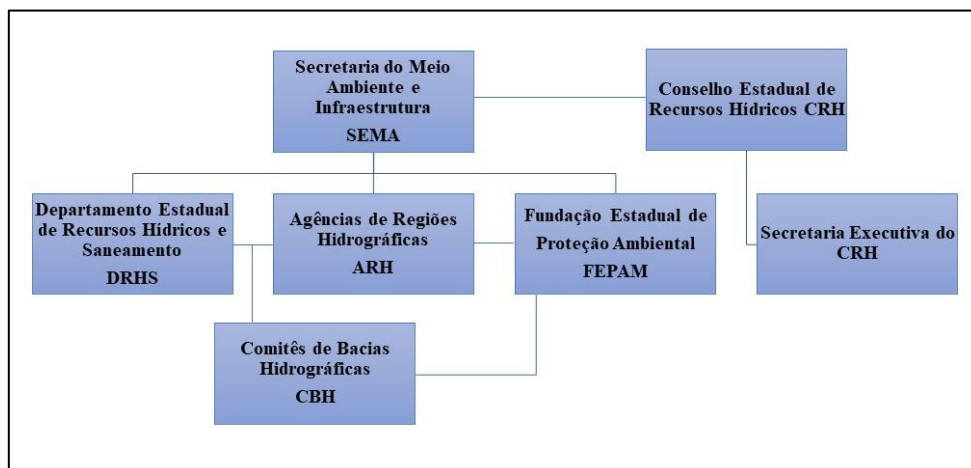 Secretaria do Meio
Ambiente e
Infraestrutura
SEMA
Conselho Estadual de
Recursos Hídricos CRH
Departamento Estadual
de Recursos Hídricos e
Saneamento
DRHS
Agências de Regiões
Hidrográficas
ARH
Fundação Estadual de
Proteção Ambiental
FEPAM
Secretaria Executiva do
CRH
Comitês de Bacias
Hidrográficas
CBH